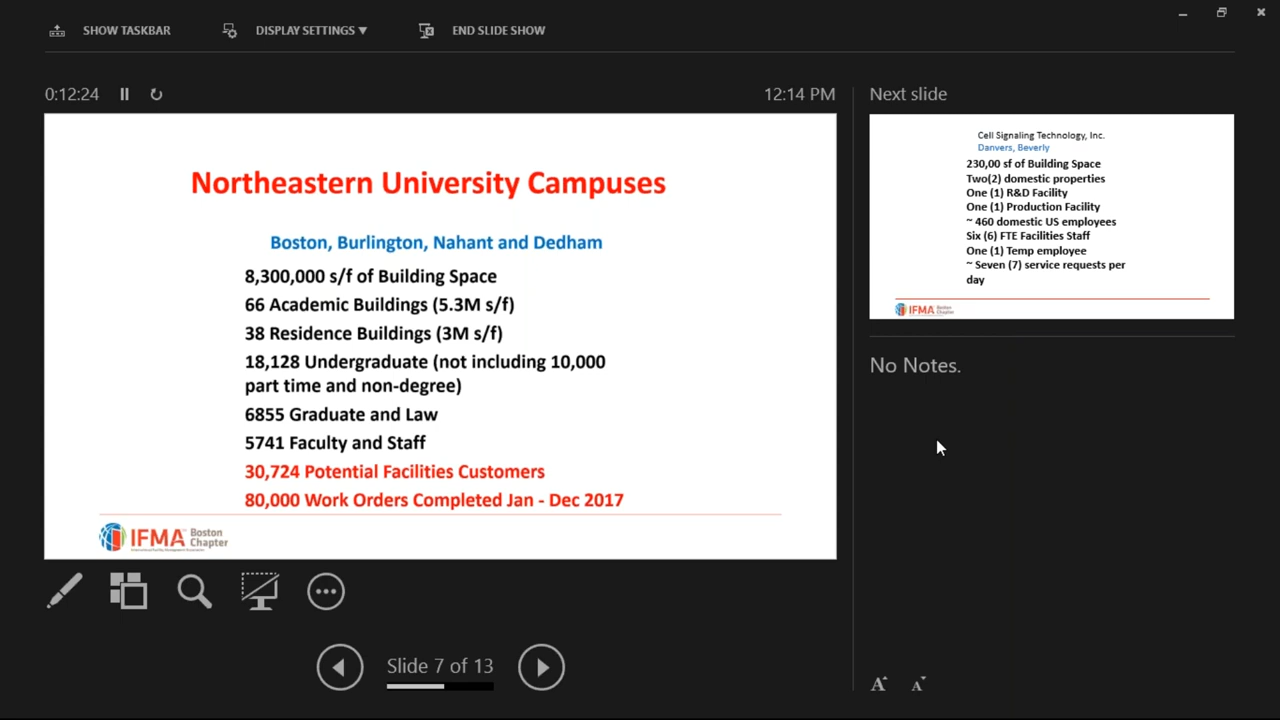 SHOW TASKBAR
DISPLAY SETTINGS ▼
END SLIDE SHOW
0:12:24
12:14 PM
Northeastern University Campuses
Boston, Burlington, Nahant and Dedham
8,300,000 s/f of Building Space
66 Academic Buildings (5.3M s/f)
38 Residence Buildings (3M s/f)
18,128 Undergraduate (not including 10,000
part time and non-degree)
6855 Graduate and Law
5741 Faculty and Staff
30,724 Potential Facilities Customers
80,000 Work Orders Completed Jan - Dec 2017
IFMA Boston
Chapter
Slide 7 of 13
Next slide
Cell Signaling Technology, Inc.
Danvers, Beverly
230,00 sf of Building Space
Two(2) domestic properties
One (1) R&D Facility
One (1) Production Facility
~ 460 domestic US employees
Six (6) FTE Facilities Staff
One (1) Temp employee
~ Seven (7) service requests per
day
IFMA Boston
Chapter
No Notes.
A A